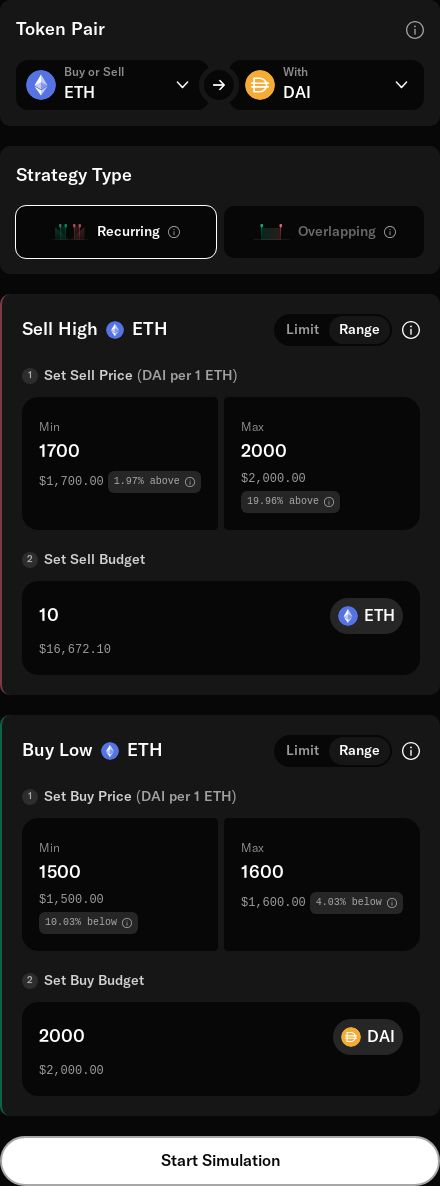 Token Pair
Buy or Sell
ETH
With
DAI
Strategy Type
Recurring
Overlapping
Sell High ETH
Limit Range
1 Set Sell Price (DAI per 1 ETH)
Min
1700
$1,700.00 1.97% above
Max
2000
$2,000.00
19.96% above
2 Set Sell Budget
10
ETH
$16,672.10
Buy Low ETH
Limit Range
1 Set Buy Price (DAI per 1 ETH)
Min
1500
$1,500.00
10.03% below
Max
1600
$1,600.00 4.03% below
2 Set Buy Budget
2000
DAI
$2,000.00
Start Simulation